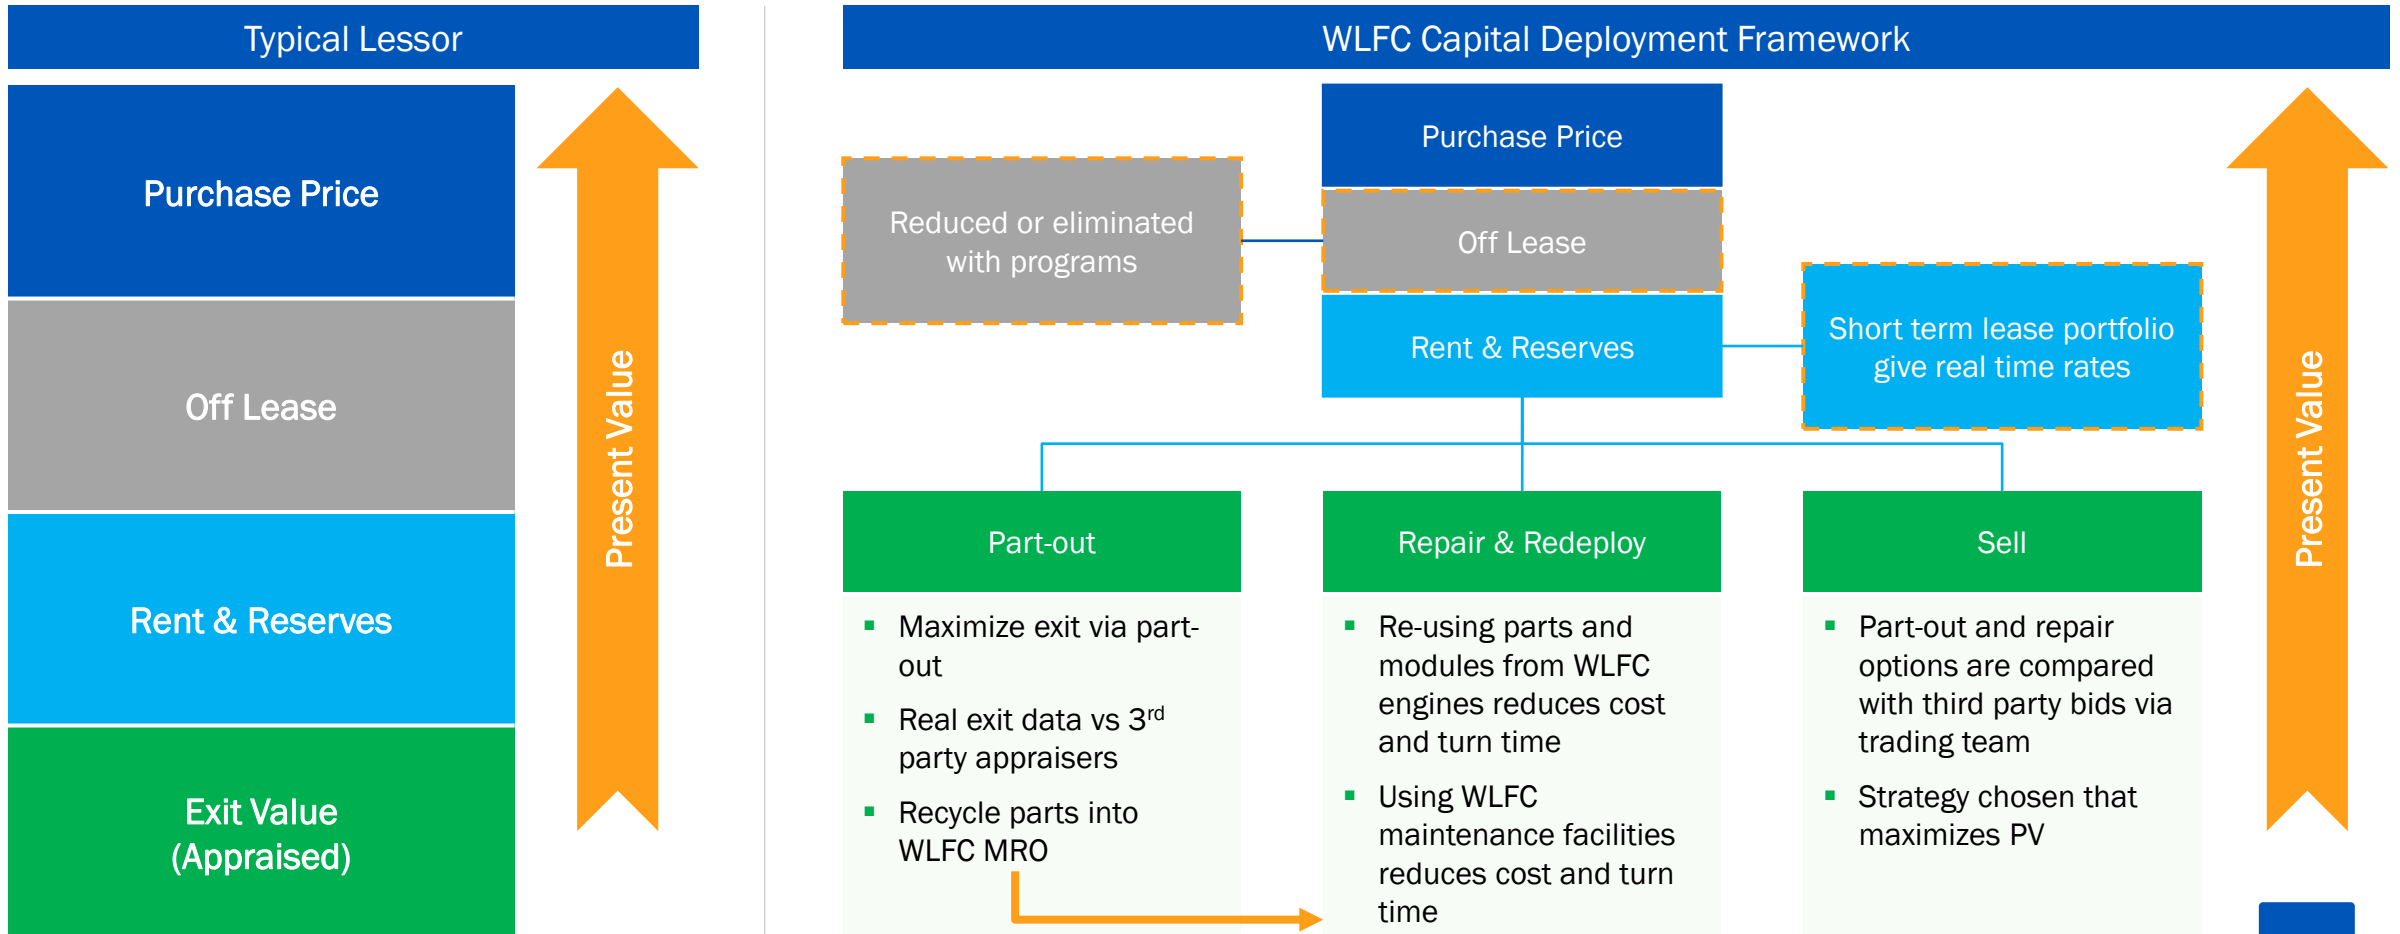 Typical Lessor
Purchase Price
Off Lease
Rent & Reserves
Exit Value
(Appraised)
Present Value
WLFC Capital Deployment Framework
Purchase Price
Reduced or eliminated
with programs
Off Lease
Rent & Reserves
Short term lease portfolio
give real time rates
Part-out
▪ Maximize exit via part-
out
▪ Real exit data vs 3rd
party appraisers
▪ Recycle parts into
WLFC MRO
Repair & Redeploy
▪ Re-using parts and
modules from WLFC
engines reduces cost
and turn time
▪ Using WLFC
maintenance facilities
reduces cost and turn
time
Sell
▪ Part-out and repair
options are compared
with third party bids via
trading team
▪ Strategy chosen that
maximizes PV
Present Value